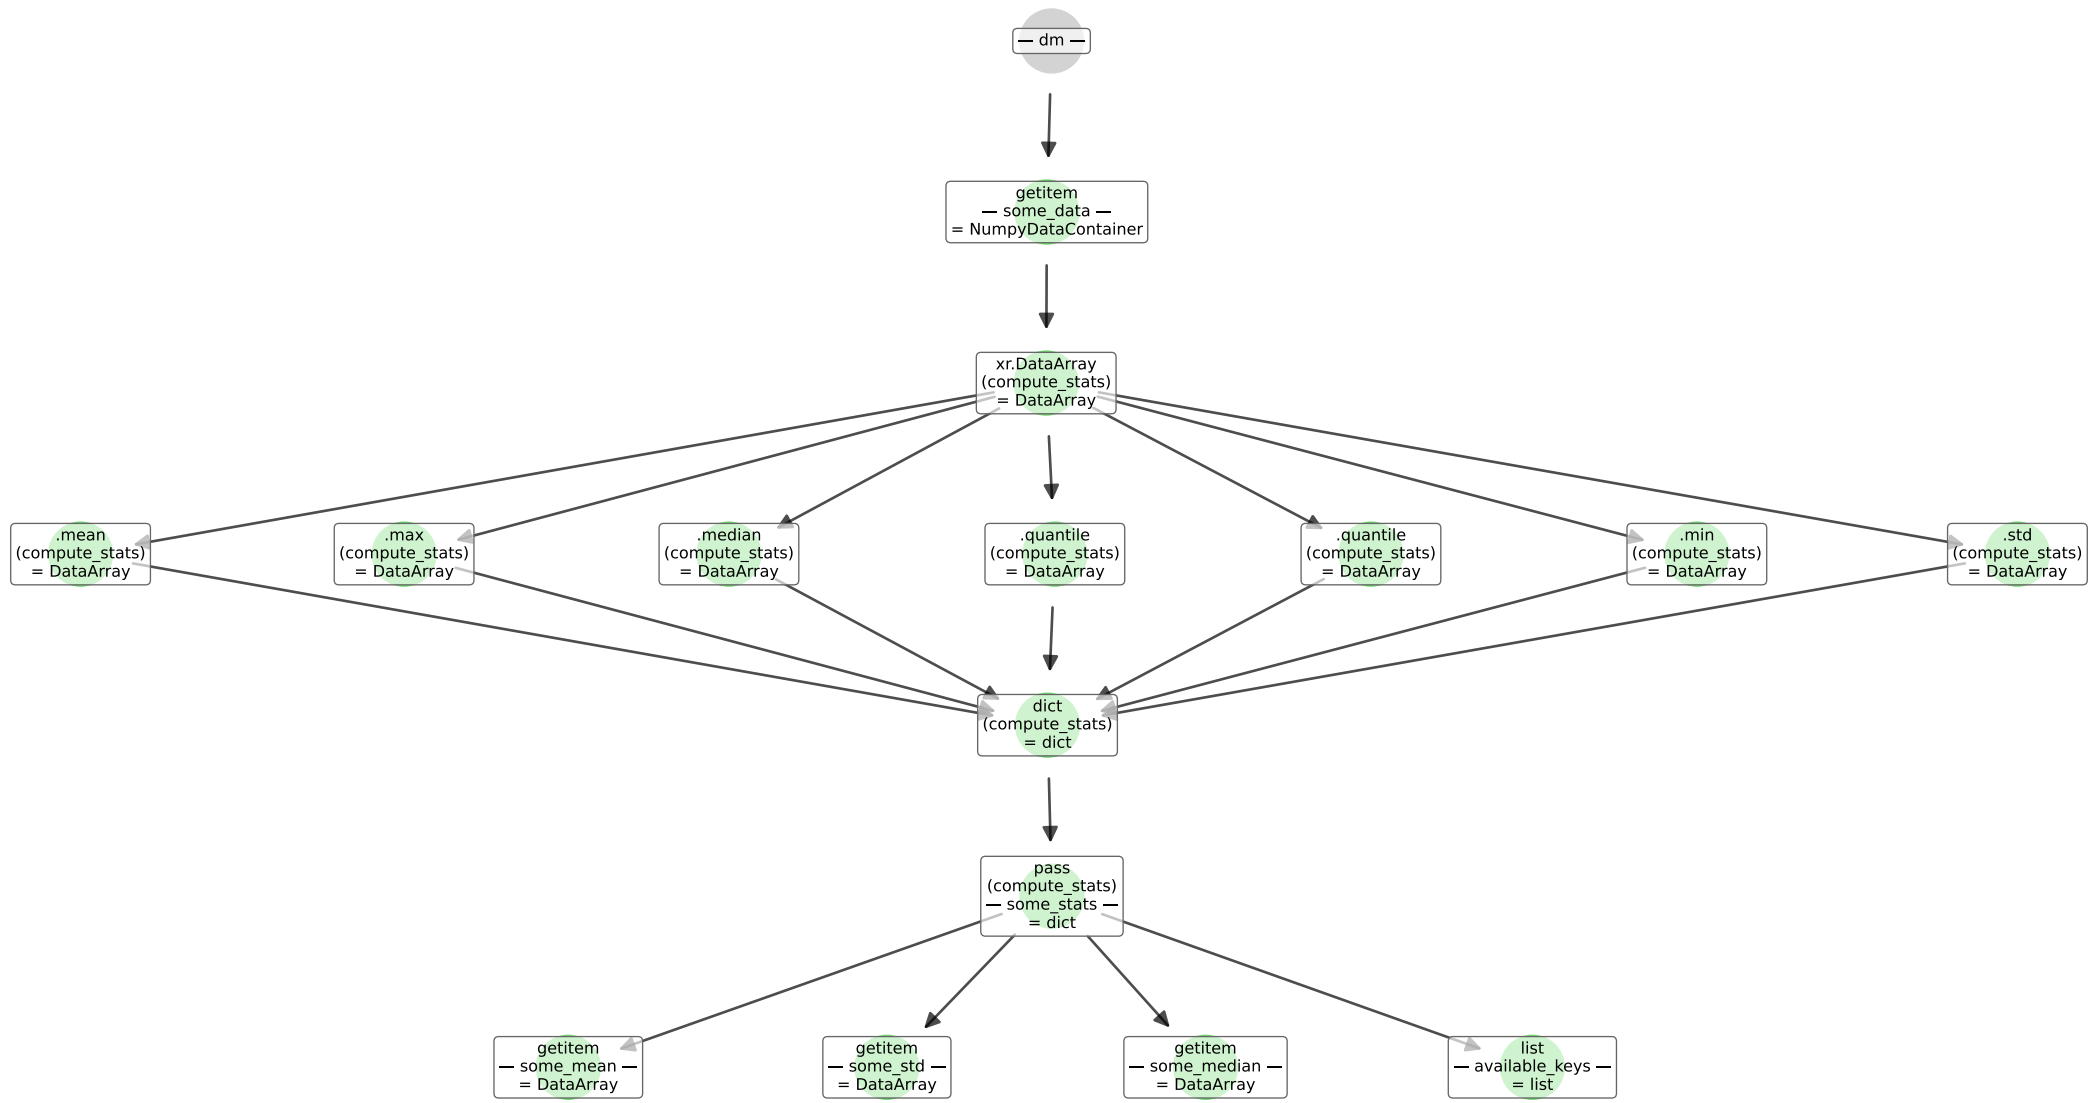 — dm —
getitem
— some_data —
= NumpyDataContainer
xr.DataArray
(compute_stats)
= DataArray
.mean
(compute_stats)
= DataArray
.max
(compute_stats)
= DataArray
.median
(compute_stats)
= DataArray
.quantile
(compute_stats)
= DataArray
.quantile
(compute_stats)
= DataArray
.min
(compute_stats)
= DataArray
.std
(compute_stats)
= DataArray
dict
(compute_stats)
= dict
pass
(compute_stats)
— some_stats —
= dict
getitem
— some_mean —
= DataArray
getitem
— some_std —
= DataArray
getitem
— some_median —
= DataArray
list
— available_keys —
= list